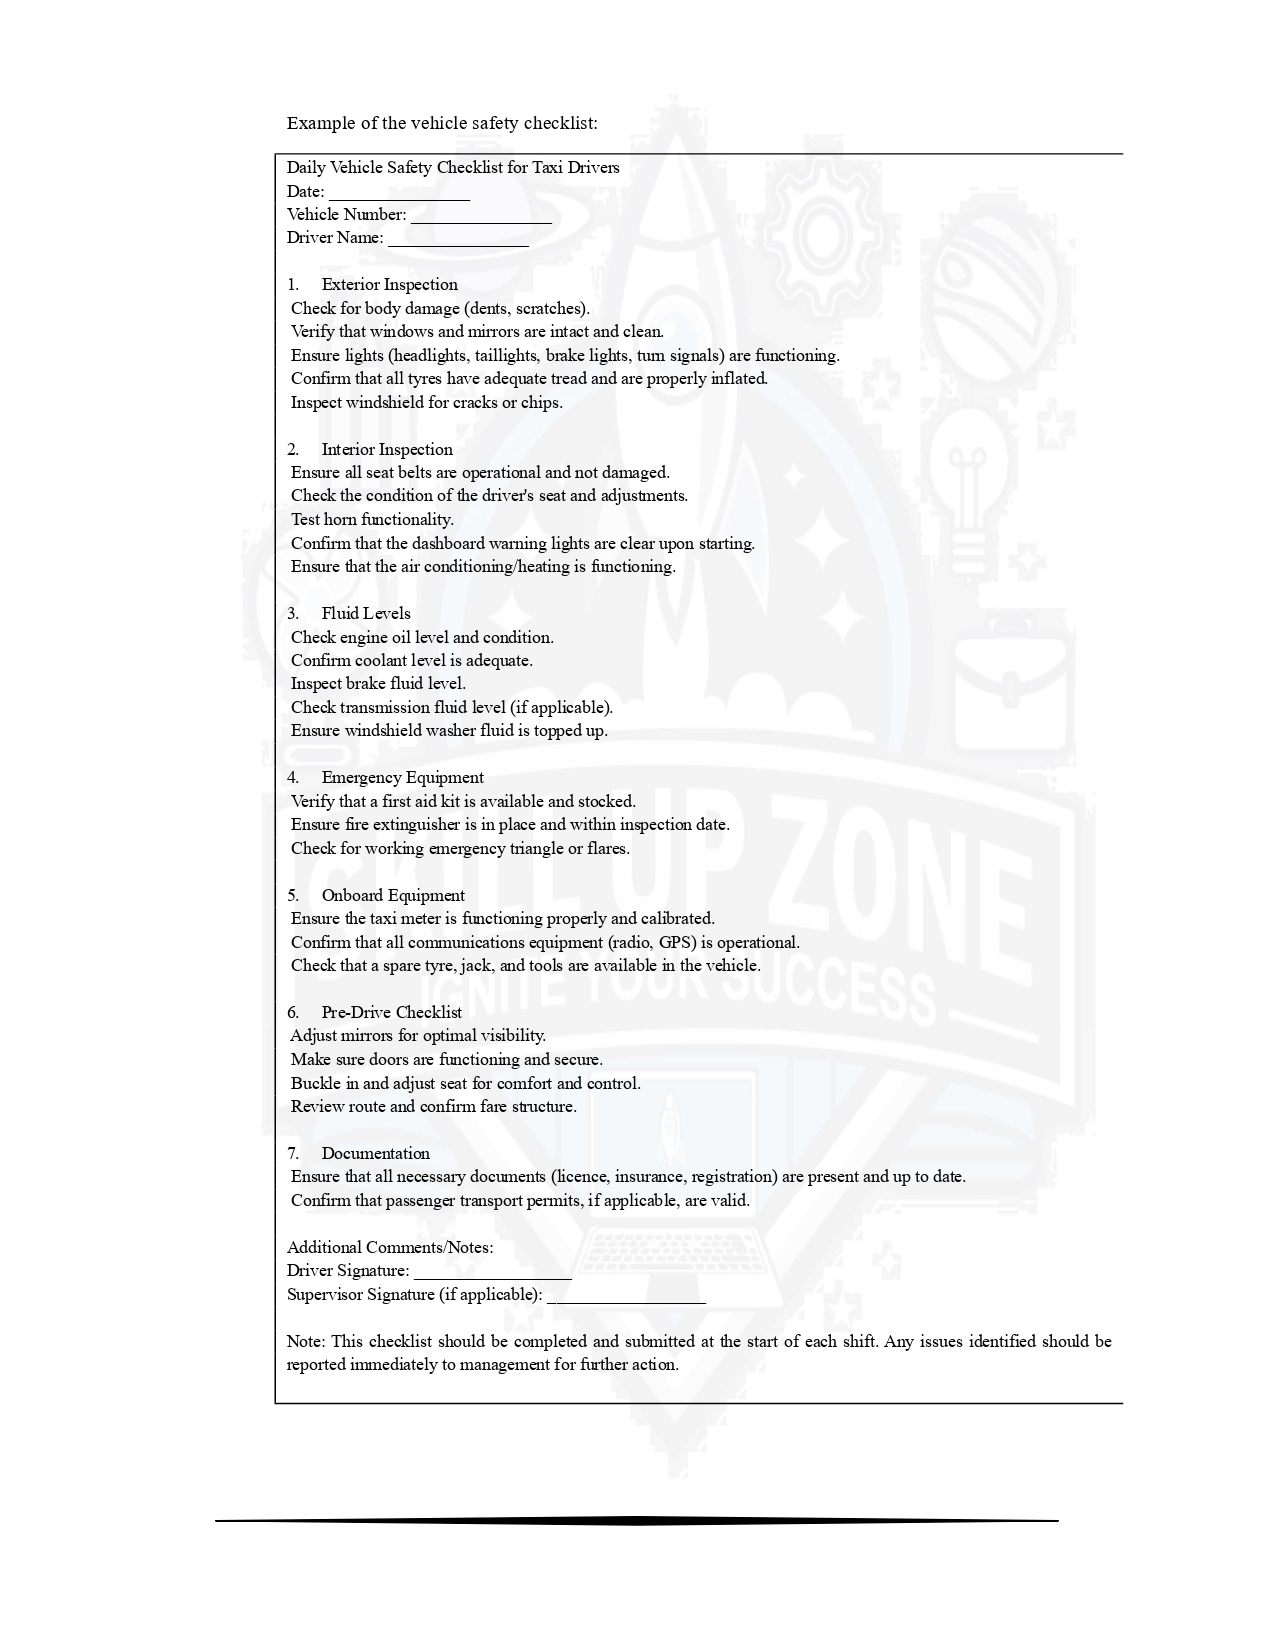 Example of the vehicle safety checklist:
Daily Vehicle Safety Checklist for Taxi Drivers
Date: ________________
Vehicle Number: ________________
Driver Name: ________________
1. Exterior Inspection
Check for body damage (dents, scratches).
Verify that windows and mirrors are intact and clean.
Ensure lights (headlights, taillights, brake lights, turn signals) are functioning.
Confirm that all tyres have adequate tread and are properly inflated.
Inspect windshield for cracks or chips.
2. Interior Inspection
Ensure all seat belts are operational and not damaged.
Check the condition of the driver's seat and adjustments.
Test horn functionality.
Confirm that the dashboard warning lights are clear upon starting.
Ensure that the air conditioning/heating is functioning.
3. Fluid Levels
Check engine oil level and condition.
Confirm coolant level is adequate.
Inspect brake fluid level.
Check transmission fluid level (if applicable).
Ensure windshield washer fluid is topped up.
4. Emergency Equipment
Verify that a first aid kit is available and stocked.
Ensure fire extinguisher is in place and within inspection date.
Check for working emergency triangle or flares.
SKILL UP ZONE
5. Onboard Equipment
Ensure the taxi meter is functioning properly and calibrated.
Confirm that all communications equipment (radio, GPS) is operational.
Check that a spare tyre, jack, and tools are available in the vehicle.
IGNITE YOUR SUCCESS
6. Pre-Drive Checklist
Adjust mirrors for optimal visibility.
Make sure doors are functioning and secure.
Buckle in and adjust seat for comfort and control.
Review route and confirm fare structure.
7. Documentation
Ensure that all necessary documents (licence, insurance, registration) are present and up to date.
Confirm that passenger transport permits, if applicable, are valid.
Additional Comments/Notes:
Driver Signature: __________________
Supervisor Signature (if applicable): __________________
Note: This checklist should be completed and submitted at the start of each shift. Any issues identified should be
reported immediately to management for further action.